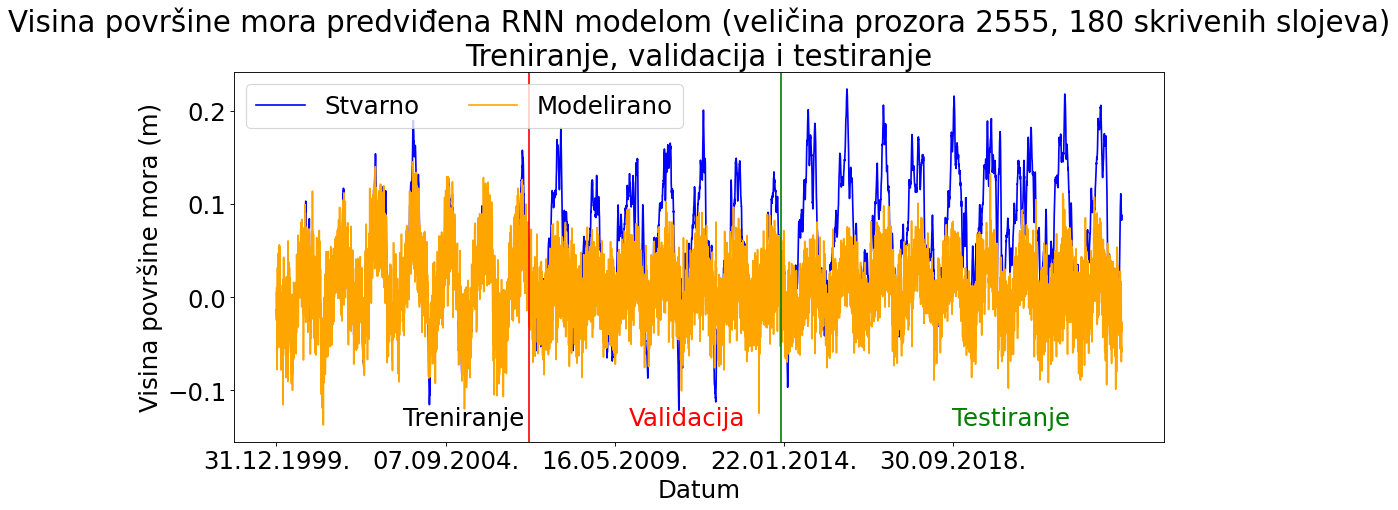 Visina površine mora predviđena RNN modelom (veličina prozora 2555, 180 skrivenih slojeva)
Treniranje, validacija i testiranje
Stvarno
Modelirano
Visina površine mora (m)
0.2
0.1
0.0
−0.1
Treniranje
Validacija
Testiranje
31.12.1999.
07.09.2004.
16.05.2009.
22.01.2014.
30.09.2018.
Datum